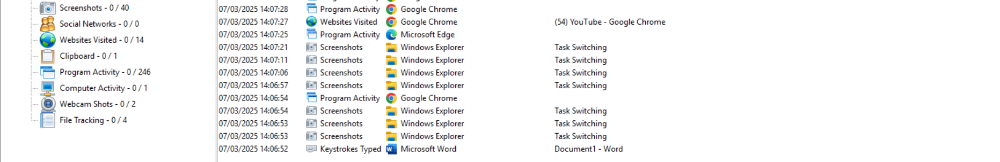 Screenshots - 0 / 40
Social Networks - 0 / 0
Websites Visited - 0 / 14
Clipboard - 0 / 1
Program Activity - 0 / 246
Computer Activity - 0 / 1
Webcam Shots - 0 / 2
File Tracking - 0 / 4
07/03/2025 14:07:28 Program Activity Google Chrome
07/03/2025 14:07:27 Websites Visited Google Chrome (54) YouTube - Google Chrome
07/03/2025 14:07:25 Program Activity Microsoft Edge
07/03/2025 14:07:21 Screenshots Windows Explorer Task Switching
07/03/2025 14:07:11 Screenshots Windows Explorer Task Switching
07/03/2025 14:07:06 Screenshots Windows Explorer Task Switching
07/03/2025 14:06:57 Screenshots Windows Explorer Task Switching
07/03/2025 14:06:54 Program Activity Google Chrome
07/03/2025 14:06:54 Screenshots Windows Explorer Task Switching
07/03/2025 14:06:53 Screenshots Windows Explorer Task Switching
07/03/2025 14:06:53 Screenshots Windows Explorer Task Switching
07/03/2025 14:06:52 Keystrokes Typed Microsoft Word Document1 - Word